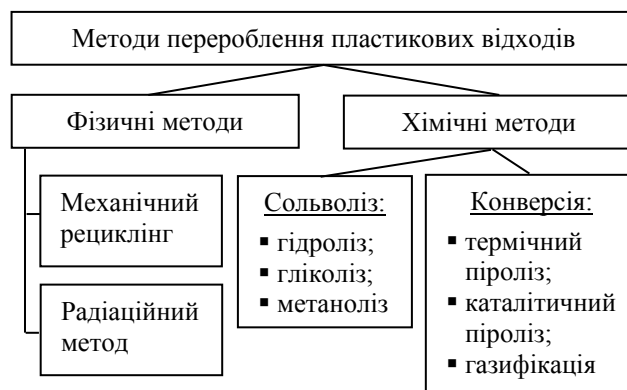 Методи перероблення пластикових відходів
Фізичні методи
Хімічні методи
Механічний
рециклінг
Радіаційний
метод
Сольволіз:
▪ гідроліз;
▪ гліколіз;
▪ метаноліз
Конверсія:
▪ термічний
піроліз;
▪ каталітичний
піроліз;
▪ газифікація